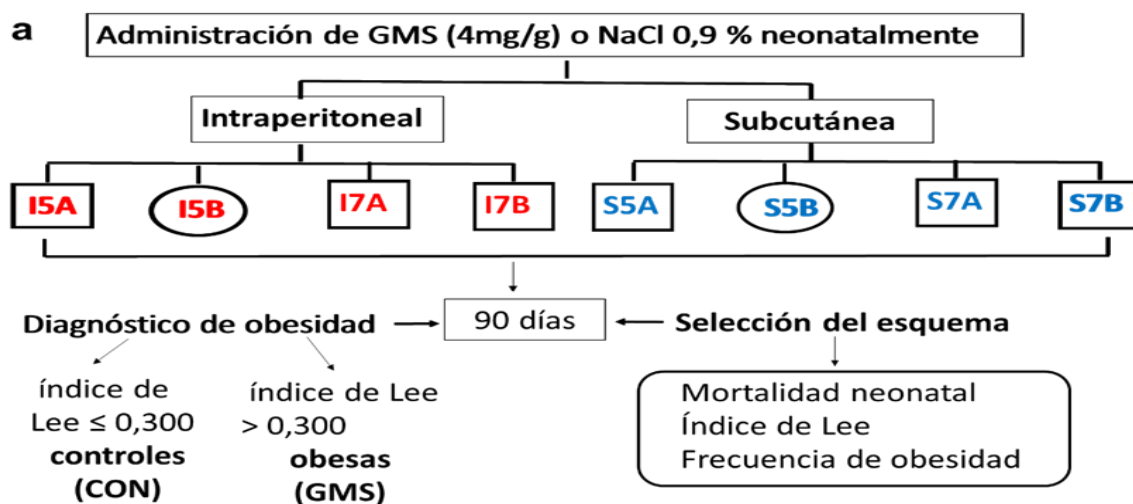 a
Administración de GMS (4mg/g) o NaCl 0,9 % neonatalmente
Intraperitoneal
Subcutánea
I5A I5B I7A I7B S5A S5B S7A S7B
Diagnóstico de obesidad
90 días
Selección del esquema
índice de
Lee ≤ 0,300
controles
(CON)
índice de Lee
> 0,300
obesas
(GMS)
Mortalidad neonatal
Índice de Lee
Frecuencia de obesidad